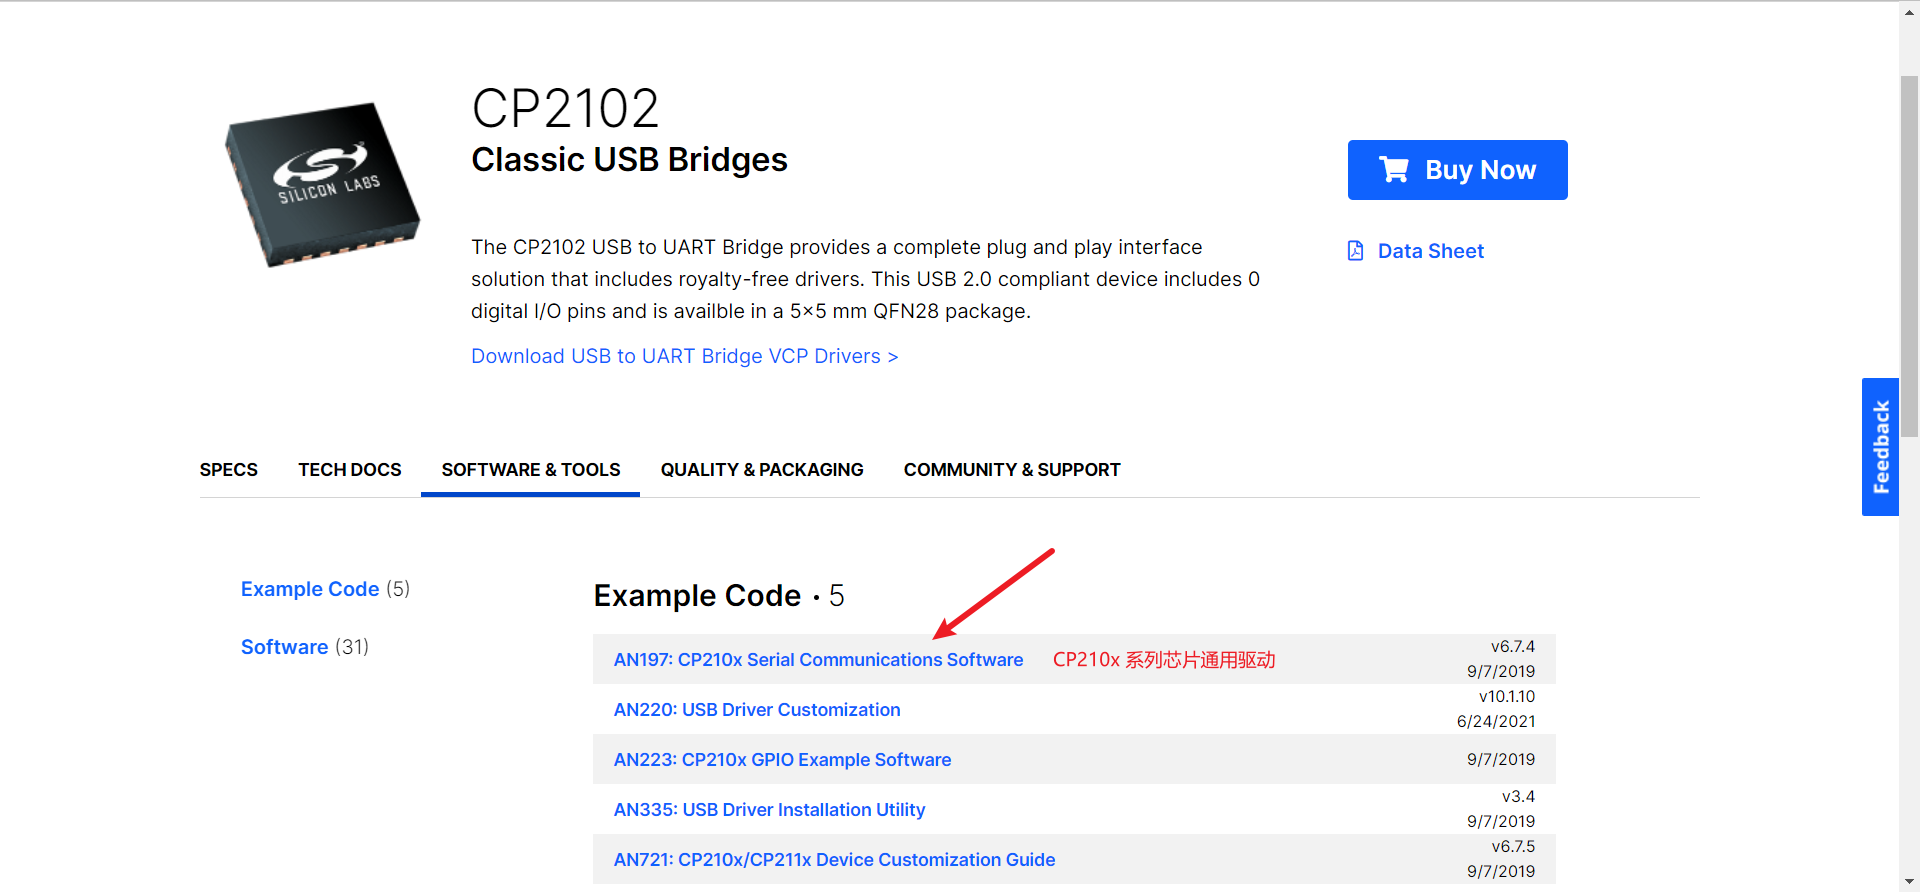 CP2102
Classic USB Bridges
SILICON LABS
Buy Now
The CP2102 USB to UART Bridge provides a complete plug and play interface
solution that includes royalty-free drivers. This USB 2.0 compliant device includes 0
digital I/O pins and is availble in a 5×5 mm QFN28 package.
Data Sheet
Download USB to UART Bridge VCP Drivers >
Feedback
SPECS TECH DOCS SOFTWARE & TOOLS QUALITY & PACKAGING COMMUNITY & SUPPORT
Example Code (5)
Software (31)
Example Code · 5
AN197: CP210x Serial Communications Software CP210x 系列芯片通用驱动 v6.7.4
9/7/2019
AN220: USB Driver Customization v10.1.10
6/24/2021
AN223: CP210x GPIO Example Software 9/7/2019
AN335: USB Driver Installation Utility v3.4
9/7/2019
AN721: CP210x/CP211x Device Customization Guide v6.7.5
9/7/2019